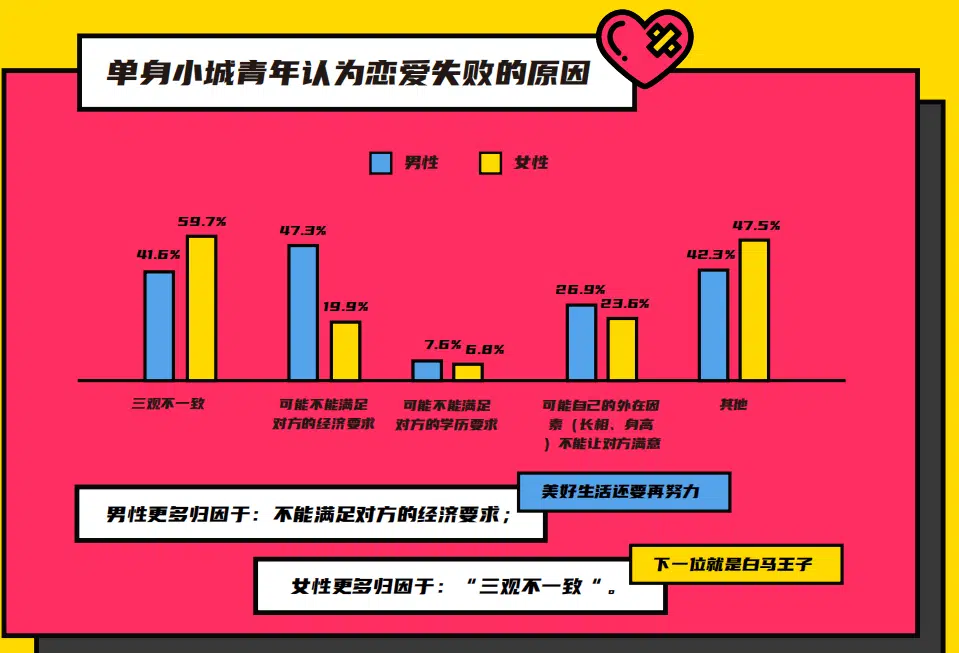 单身小城青年认为恋爱失败的原因
男性 女性
59.7%
41.6%
47.3%
19.9%
7.6%
6.8%
26.9%
23.6%
47.5%
42.3%
三观不一致
可能不能满足
对方的经济要求
可能不能满足
对方的学历要求
可能自己的外在因
素（长相、身高
）不能让对方满意
其他
美好生活还要再努力
男性更多归因于：不能满足对方的经济要求；
下一位就是白马王子
女性更多归因于：“三观不一致“。